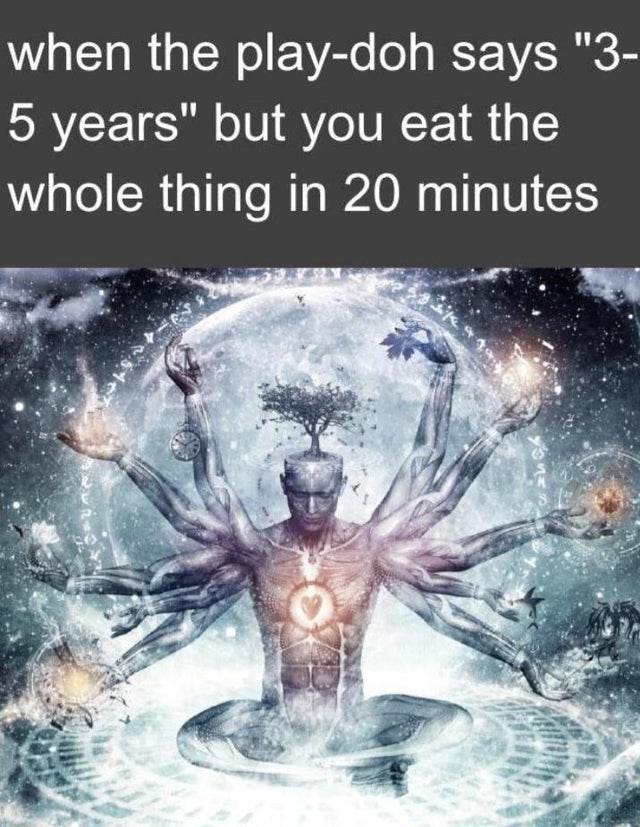 when the play-doh says "3-
5 years" but you eat the
whole thing in 20 minutes